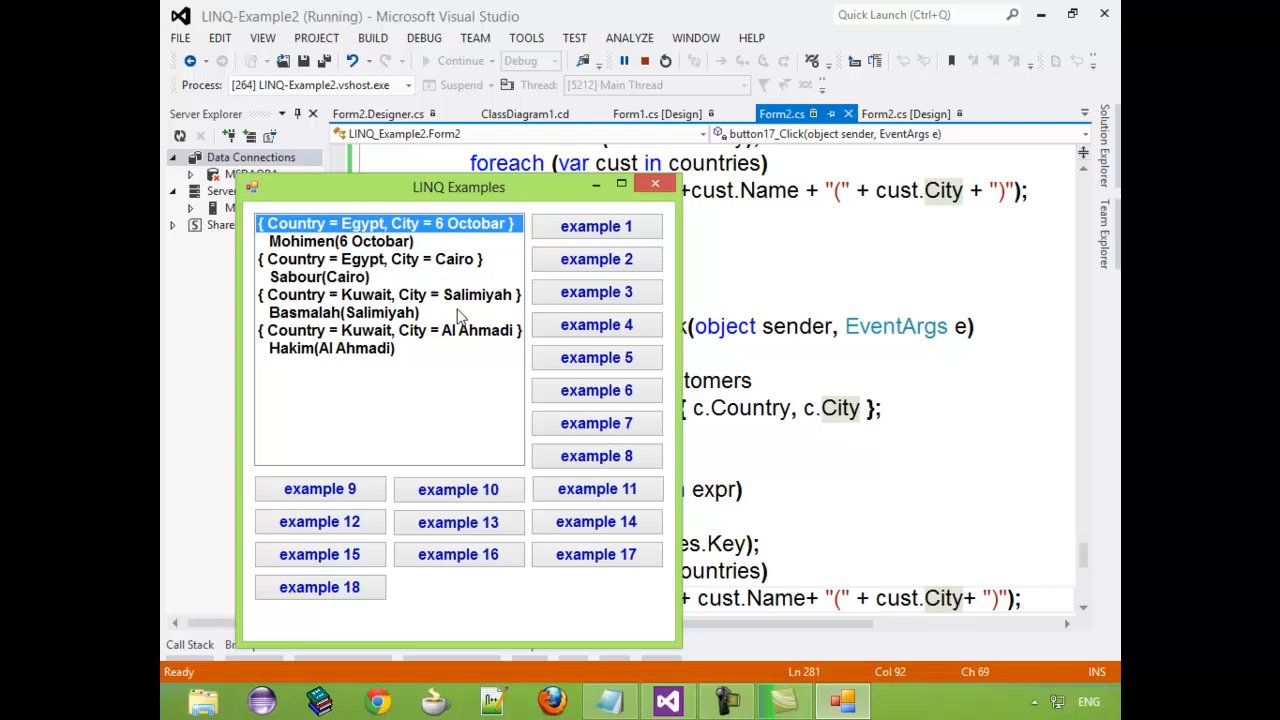 LINQ-Example2 (Running) - Microsoft Visual Studio
Quick Launch (Ctrl+Q)
FILE EDIT VIEW PROJECT BUILD DEBUG TEAM TOOLS TEST ANALYZE WINDOW HELP
Continue Debug
Process: [264] LINQ-Example2.vshost.exe Suspend Thread: [5212] Main Thread
Server Explorer
Form2.Designer.cs ClassDiagram1.cd Form1.cs [Design] Form2.cs Form2.cs [Design]
LINQ_Example2.Form2 button17_Click(object sender, EventArgs e)
Data Connections
Serve
M
Share
Solution Explorer
Team Explorer
foreach (var cust in countries)
+cust.Name + "(" + cust.City + ")");
k(object sender, EventArgs e)
tomers
{ c.Country, c.City };
n expr)
es.Key);
ountries)
+ cust.Name+ "(" + cust.City+ ")");
LINQ Examples
{ Country = Egypt, City = 6 Octobar }
Mohimen(6 Octobar)
{ Country = Egypt, City = Cairo }
Sabour(Cairo)
{ Country = Kuwait, City = Salimiyah }
Basmalah(Salimiyah)
{ Country = Kuwait, City = Al Ahmadi }
Hakim(Al Ahmadi)
example 1
example 2
example 3
example 4
example 5
example 6
example 7
example 8
example 9 example 10 example 11
example 12 example 13 example 14
example 15 example 16 example 17
example 18
Call Stack
Ready Ln 281 Col 92 Ch 69 INS
ENG